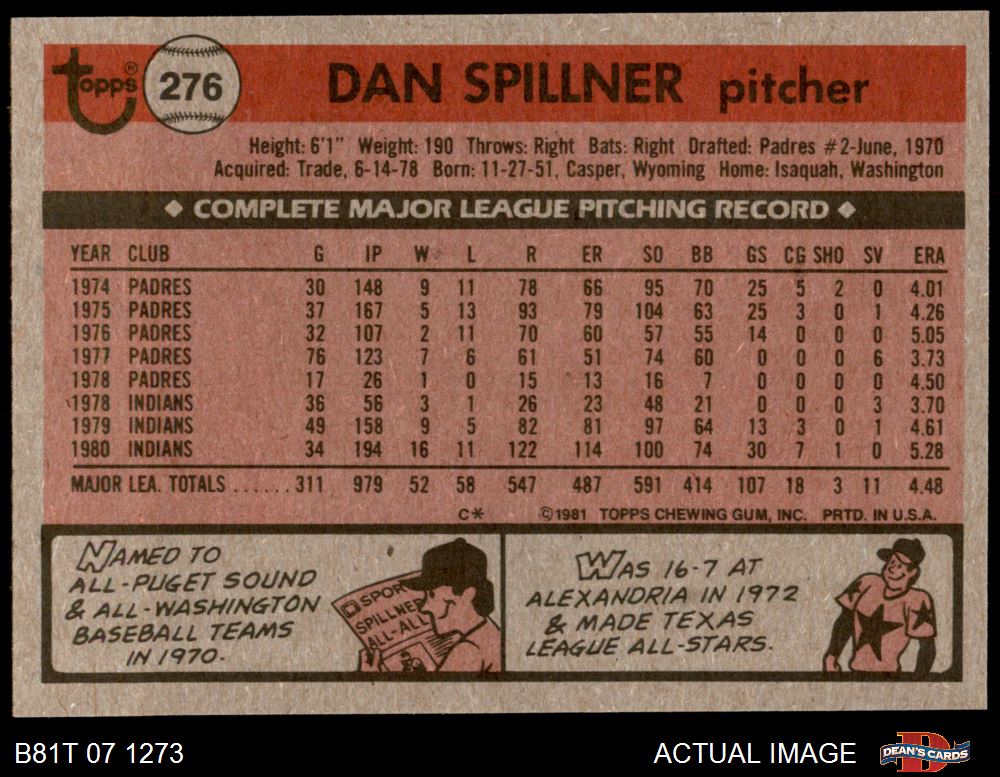 topps® 276 DAN SPILLNER pitcher
Height: 6'1" Weight: 190 Throws: Right Bats: Right Drafted: Padres #2-June, 1970
Acquired: Trade, 6-14-78 Born: 11-27-51, Casper, Wyoming Home: Isaquah, Washington
◆ COMPLETE MAJOR LEAGUE PITCHING RECORD ◆
YEAR CLUB G IP W L R ER SO BB GS CG SHO SV ERA
1974 PADRES 30 148 9 11 78 66 95 70 25 5 2 0 4.01
1975 PADRES 37 167 5 13 93 79 104 63 25 3 0 1 4.26
1976 PADRES 32 107 2 11 70 60 57 55 14 0 0 0 5.05
1977 PADRES 76 123 7 6 61 51 74 60 0 0 0 6 3.73
1978 PADRES 17 26 1 0 15 13 16 7 0 0 0 0 4.50
1978 INDIANS 36 56 3 1 26 23 48 21 0 0 0 3 3.70
1979 INDIANS 49 158 9 5 82 81 97 64 13 3 0 1 4.61
1980 INDIANS 34 194 16 11 122 114 100 74 30 7 1 0 5.28
MAJOR LEA. TOTALS ...... 311 979 52 58 547 487 591 414 107 18 3 11 4.48
C* ©1981 TOPPS CHEWING GUM, INC. PRTD. IN U.S.A.
NAMED TO
ALL-PUGET SOUND
& ALL-WASHINGTON
BASEBALL TEAMS
IN 1970.
SPOR
SPILLNER
ALL-ALL
WAS 16-7 AT
ALEXANDRIA IN 1972
& MADE TEXAS
LEAGUE ALL-STARS.
B81T 07 1273 ACTUAL IMAGE DEAN'S CARDS